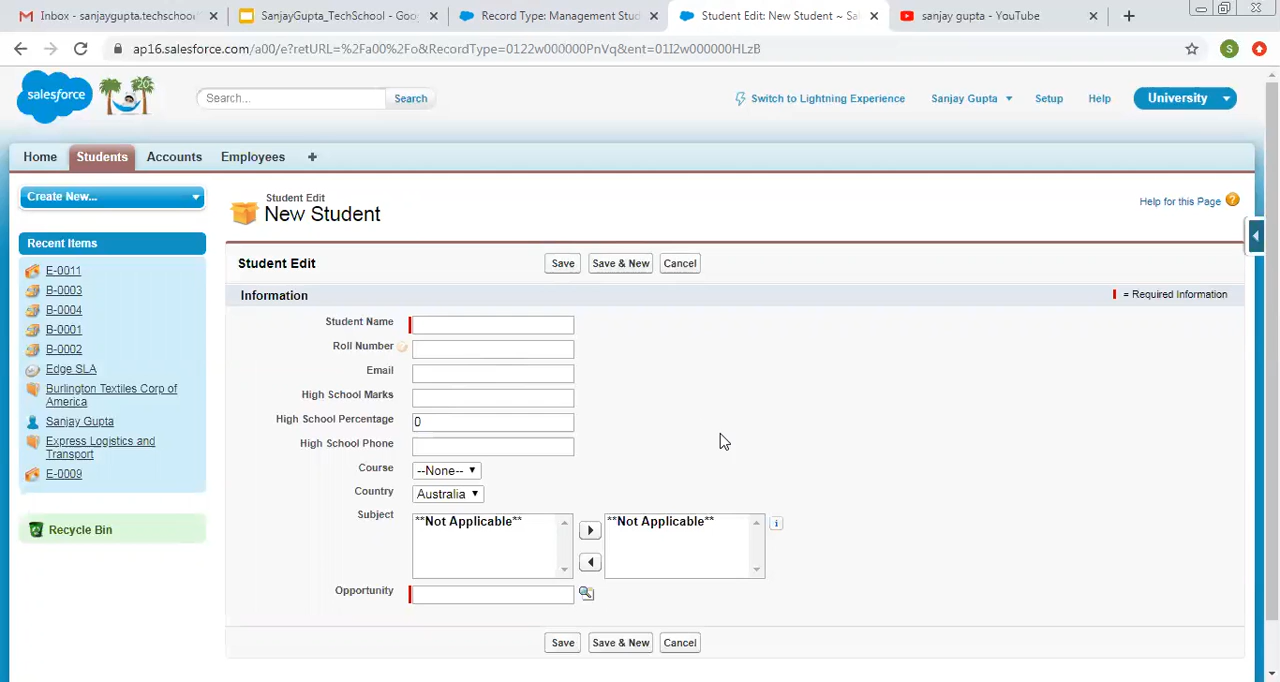 Inbox - sanjaygupta.techschool
SanjayGupta_TechSchool - Goo
Record Type: Management Stud
Student Edit: New Student ~ Sa
sanjay gupta - YouTube
ap16.salesforce.com/a00/e?retURL=%2Fa00%2Fo&RecordType=0122w000000PnVq&ent=01I2w000000HLzB
S
salesforce
20
Search...
Search
Switch to Lightning Experience
Sanjay Gupta
Setup
Help
University
Home
Students
Accounts
Employees
+
Create New...
Recent Items
E-0011
B-0003
B-0004
B-0001
B-0002
Edge SLA
Burlington Textiles Corp of
America
Sanjay Gupta
Express Logistics and
Transport
E-0009
Recycle Bin
Student Edit
New Student
Help for this Page ?
Student Edit
Save
Save & New
Cancel
Information
= Required Information
Student Name
Roll Number
Email
High School Marks
High School Percentage
0
High School Phone
Course
--None--
Country
Australia
Subject
**Not Applicable**
**Not Applicable**
i
Opportunity
Save
Save & New
Cancel